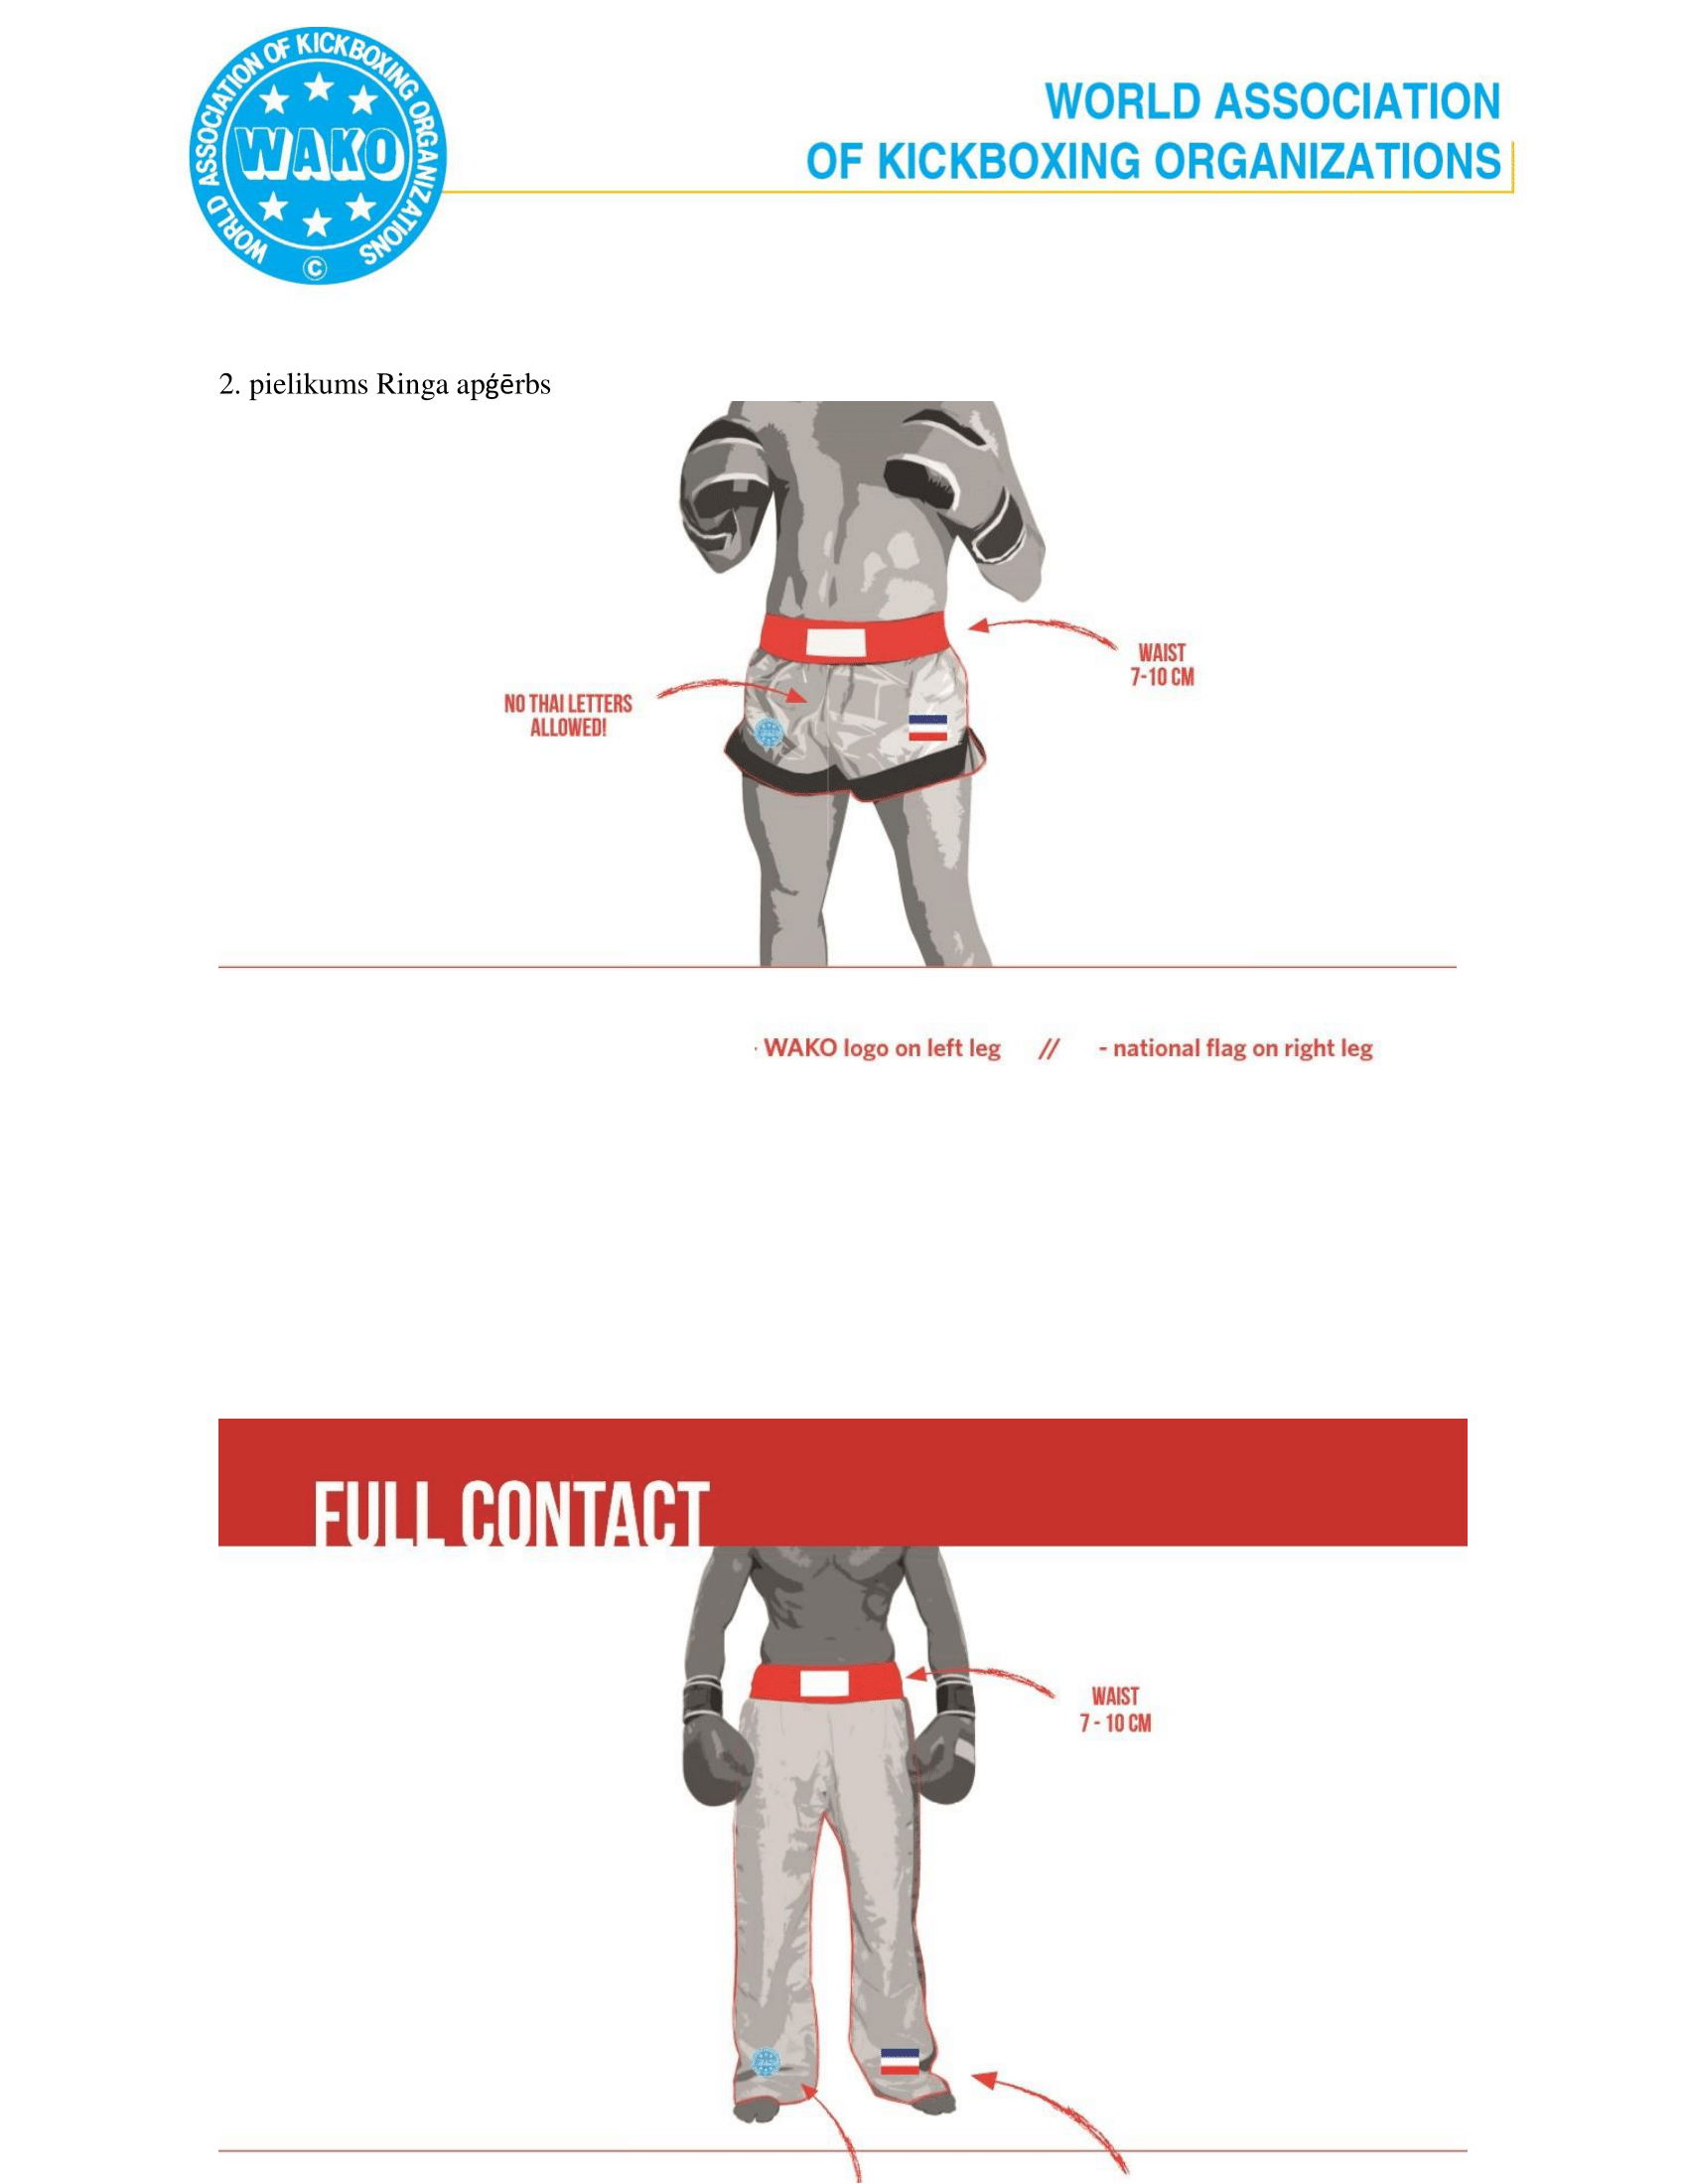 WORLD ASSOCIATION OF KICKBOXING ORGANIZATIONS
WAKO
©
WORLD ASSOCIATION
OF KICKBOXING ORGANIZATIONS
2. pielikums Ringa apģērbs
WAIST
7-10 CM
NO THAI LETTERS
ALLOWED!
· WAKO logo on left leg // - national flag on right leg
FULL CONTACT
WAIST
7 - 10 CM